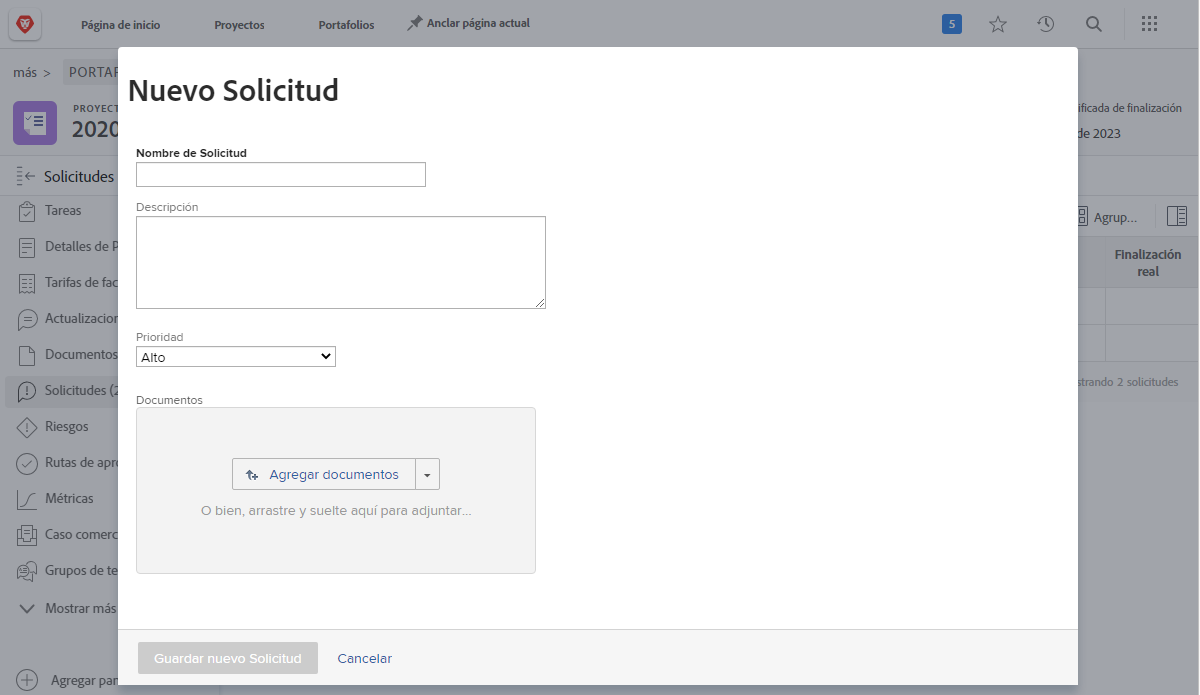 Página de inicio
Proyectos
Portafolios
Anclar página actual
5
más >
PORTAF
PROYECT
2020
ificada de finalización
de 2023
Nuevo Solicitud
Solicitudes
Tareas
Detalles de P
Tarifas de fac
Actualizacion
Documentos
Solicitudes (2
Riesgos
Rutas de apro
Métricas
Caso comerc
Grupos de te
Mostrar más
Agregar pan
Nombre de Solicitud
Descripción
Prioridad
Alto
Documentos
Agregar documentos
O bien, arrastre y suelte aquí para adjuntar...
Guardar nuevo Solicitud
Cancelar
Agrup...
Finalización
real
strando 2 solicitudes